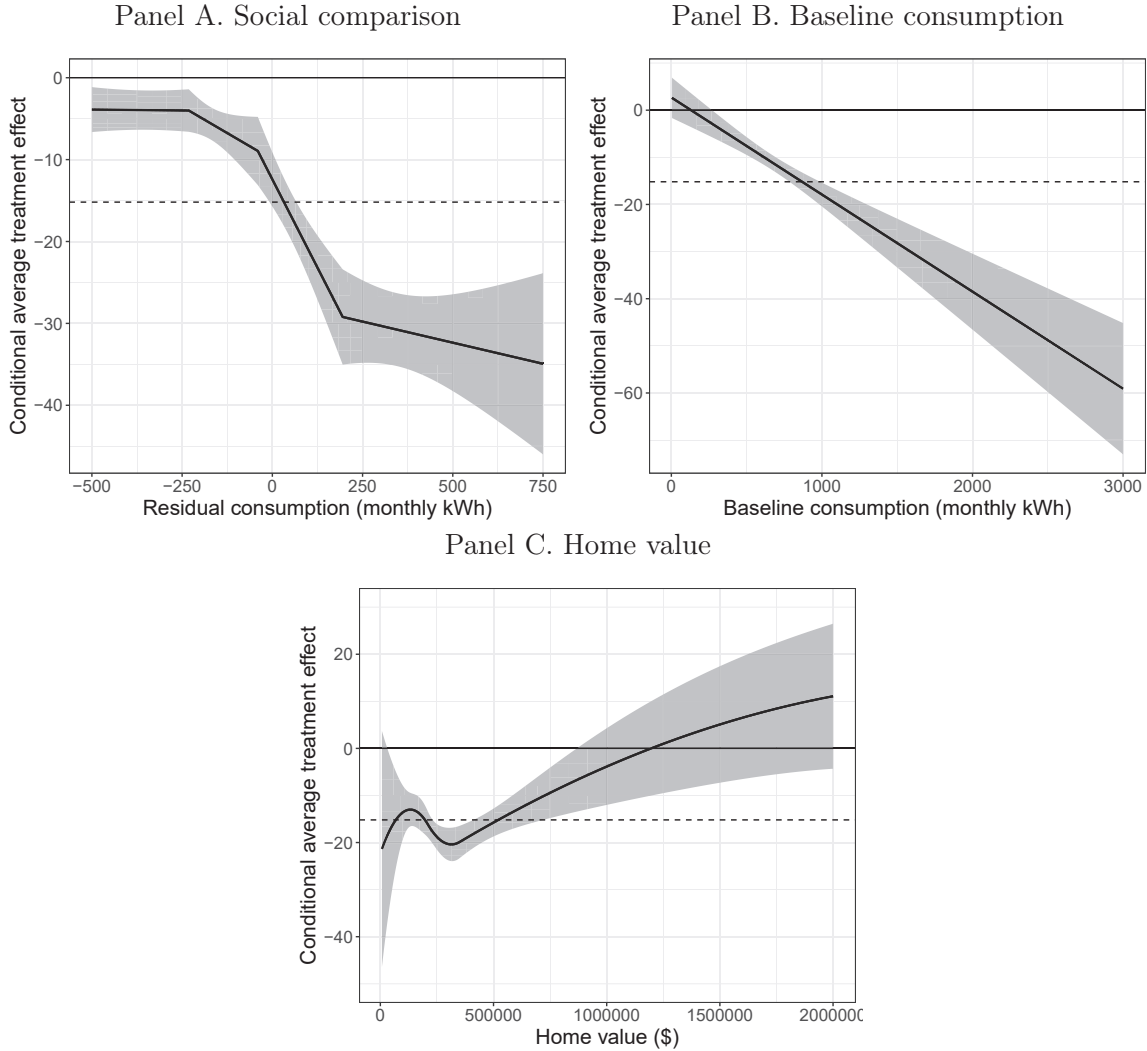 Panel A. Social comparison
Conditional average treatment effect
0
−10
−20
−30
−40
−500 −250 0 250 500 750
Residual consumption (monthly kWh)
Panel B. Baseline consumption
Conditional average treatment effect
0
−20
−40
−60
0 1000 2000 3000
Baseline consumption (monthly kWh)
Panel C. Home value
Conditional average treatment effect
20
0
−20
−40
0 500000 1000000 1500000 2000000
Home value ($)